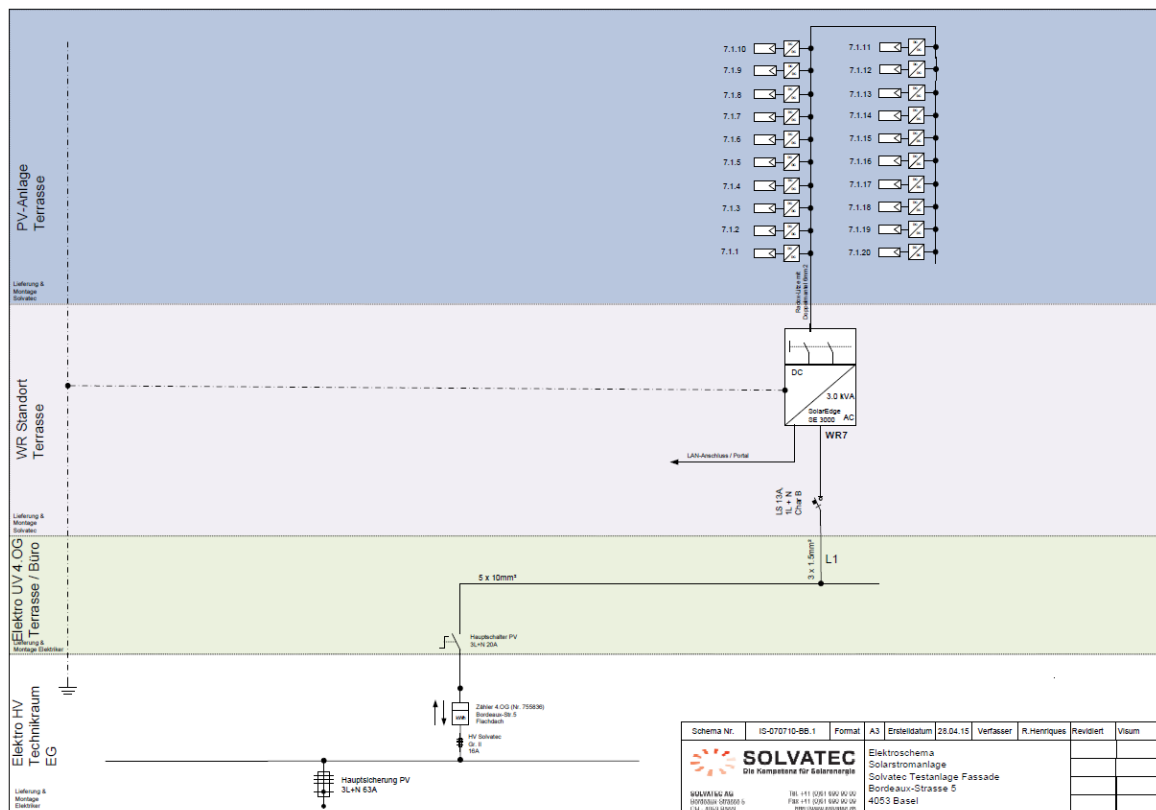 PV-Anlage
Terrasse
7.1.10
7.1.9
7.1.8
7.1.7
7.1.6
7.1.5
7.1.4
7.1.3
7.1.2
7.1.1
7.1.11
7.1.12
7.1.13
7.1.14
7.1.15
7.1.16
7.1.17
7.1.18
7.1.19
7.1.20
Lieferung &
Montage
Solvatec
WR Standort
Terrasse
DC
3.0 kVA
SolarEdge
SE 3000
AC
WR7
LAN-Anschluss / Portal
LS 13A,
1L + N
Char B
Lieferung &
Montage
Solvatec
Elektro UV 4.OG
Terrasse / Büro
3 x 1.5mm²
L1
5 x 10mm²
Hauptschalter PV
3L+N 20A
Lieferung &
Montage Elektriker
Elektro HV
Technikraum
EG
kWh
Zähler 4.OG (Nr. 755836)
Bordeaux-Str.5
Flachdach
HV Solvatec
Gr. II
16A
Hauptsicherung PV
3L+N 63A
Lieferung &
Montage
Elektriker
Schema Nr. IS-070710-BB.1 Format A3 Erstelldatum 28.04.15 Verfasser R.Henriques Revidiert Visum
SOLVATEC
Die Kompetenz für Solarenergie
SOLVATEC AG
Bordeaux-Strasse 5
Elektroschema
Solarstromanlage
Solvatec Testanlage Fassade
Bordeaux-Strasse 5
4053 Basel